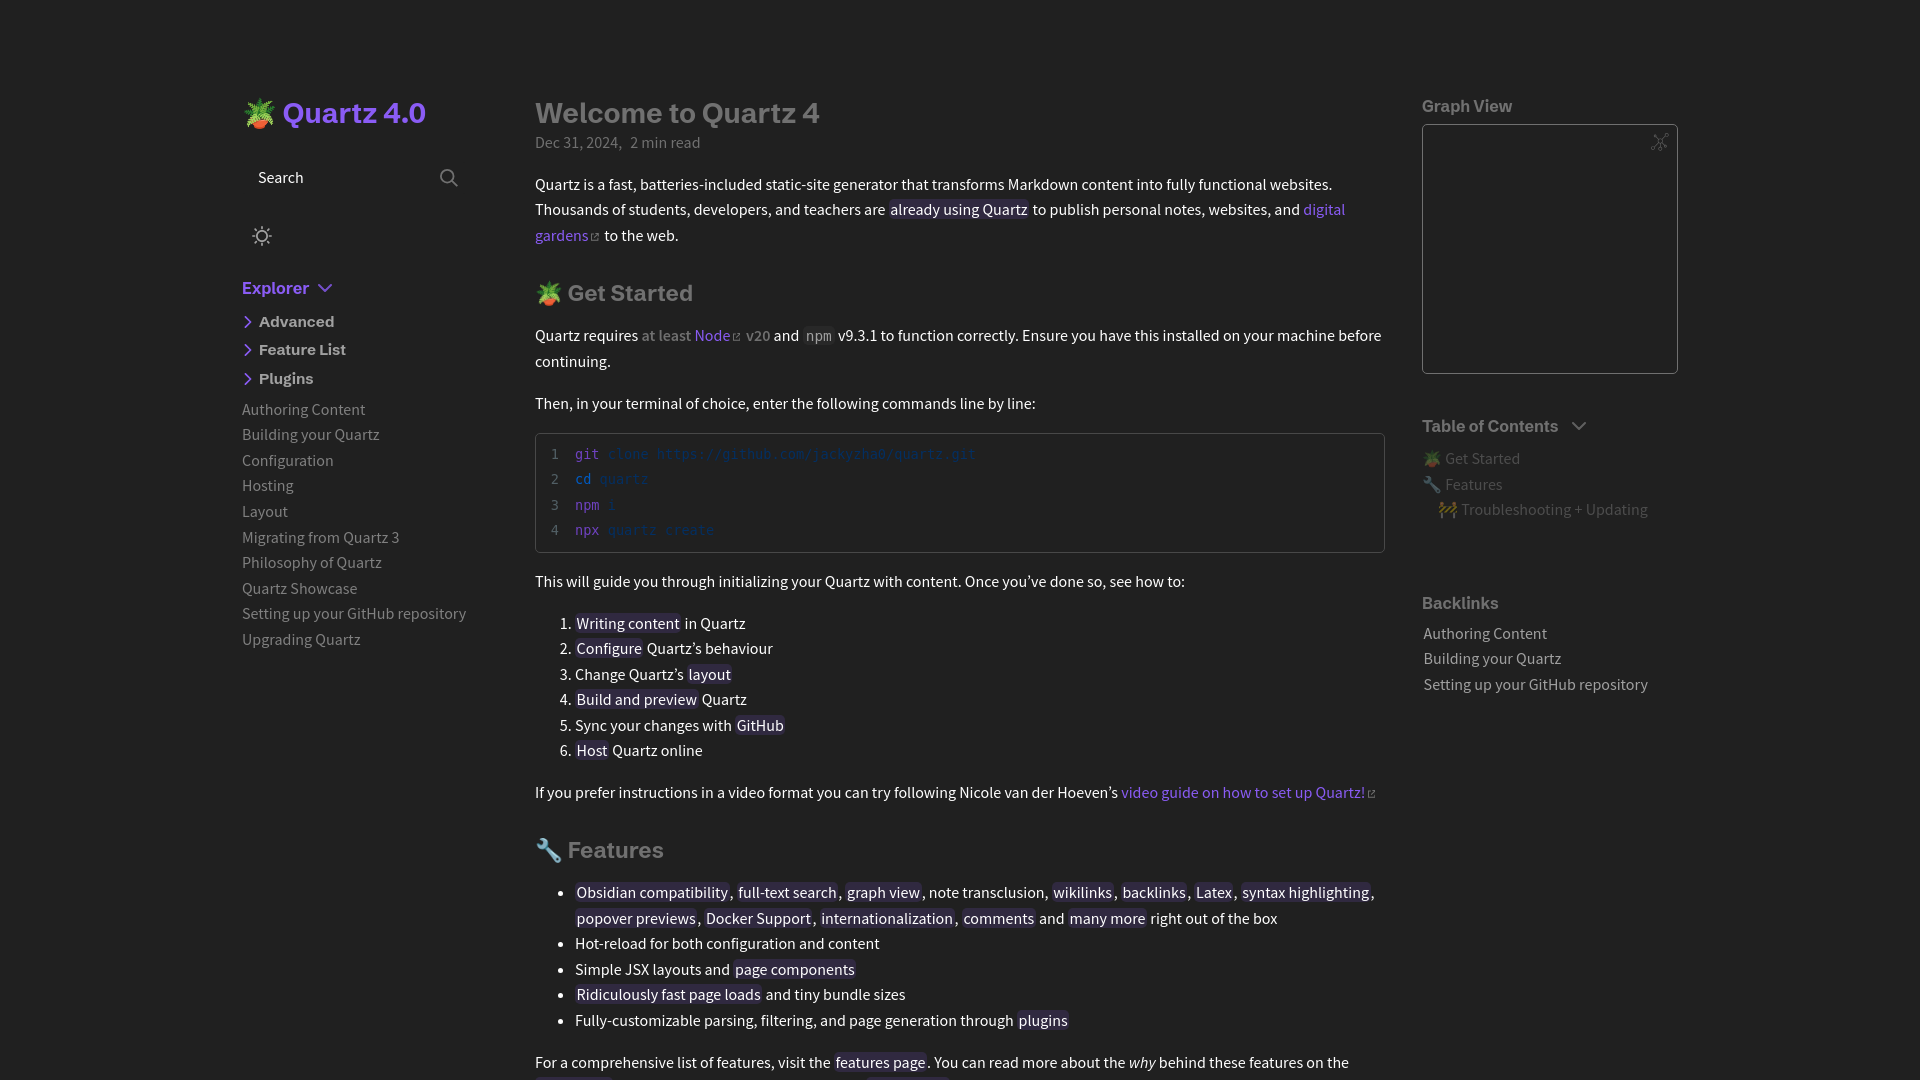 🪴 Quartz 4.0
Search
Explorer
Advanced
Feature List
Plugins
Authoring Content
Building your Quartz
Configuration
Hosting
Layout
Migrating from Quartz 3
Philosophy of Quartz
Quartz Showcase
Setting up your GitHub repository
Upgrading Quartz
Welcome to Quartz 4
Dec 31, 2024, 2 min read
Quartz is a fast, batteries-included static-site generator that transforms Markdown content into fully functional websites.
Thousands of students, developers, and teachers are already using Quartz to publish personal notes, websites, and digital
gardens to the web.
🪴 Get Started
Quartz requires at least Node v20 and npm v9.3.1 to function correctly. Ensure you have this installed on your machine before
continuing.
Then, in your terminal of choice, enter the following commands line by line:
1 git clone https://github.com/jackyzha0/quartz.git
2 cd quartz
3 npm i
4 npx quartz create
This will guide you through initializing your Quartz with content. Once you’ve done so, see how to:
1. Writing content in Quartz
2. Configure Quartz’s behaviour
3. Change Quartz’s layout
4. Build and preview Quartz
5. Sync your changes with GitHub
6. Host Quartz online
If you prefer instructions in a video format you can try following Nicole van der Hoeven’s video guide on how to set up Quartz!
🔧 Features
• Obsidian compatibility, full-text search, graph view, note transclusion, wikilinks, backlinks, Latex, syntax highlighting,
popover previews, Docker Support, internationalization, comments and many more right out of the box
• Hot-reload for both configuration and content
• Simple JSX layouts and page components
• Ridiculously fast page loads and tiny bundle sizes
• Fully-customizable parsing, filtering, and page generation through plugins
For a comprehensive list of features, visit the features page. You can read more about the why behind these features on the
Graph View
Table of Contents
🪴 Get Started
🔧 Features
🚧 Troubleshooting + Updating
Backlinks
Authoring Content
Building your Quartz
Setting up your GitHub repository